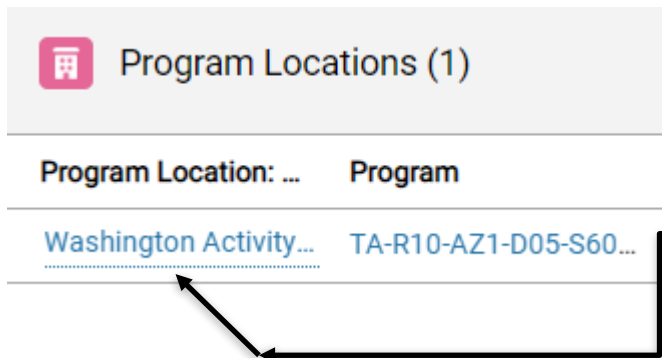 Program Locations (1)
Program Location: ... Program
Washington Activity... TA-R10-AZ1-D05-S60...